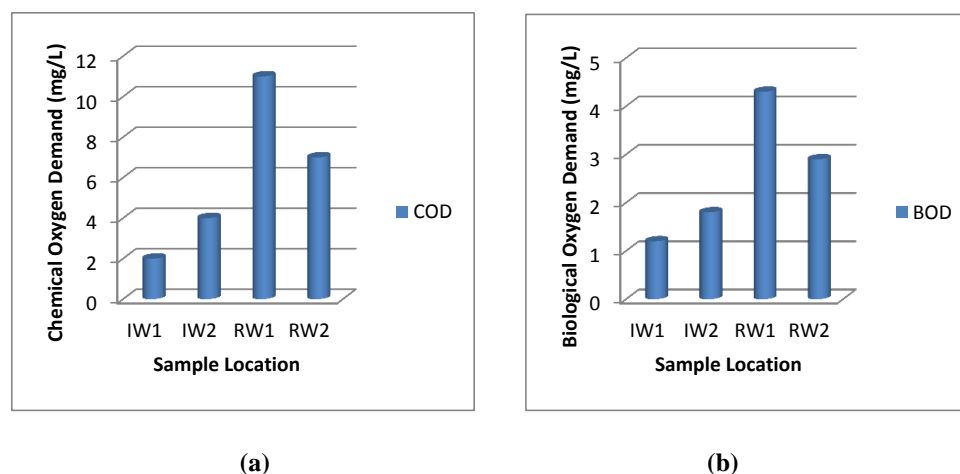 Chemical Oxygen Demand (mg/L)
12
10
8
6
4
2
0
IW1 IW2 RW1 RW2
Sample Location
COD
(a)
Biological Oxygen Demand (mg/L)
5
4
3
2
1
0
IW1 IW2 RW1 RW2
Sample Location
BOD
(b)